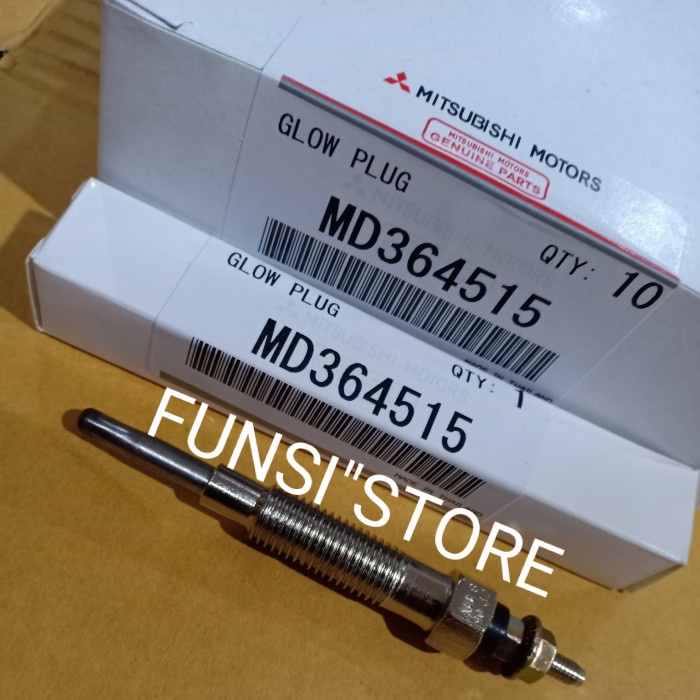 MITSUBISHI MOTORS
MITSUBISHI MOTORS
GENUINE PARTS
GLOW PLUG
MD364515
QTY: 10
GLOW PLUG
MD364515
QTY: 1
FUNSI"STORE